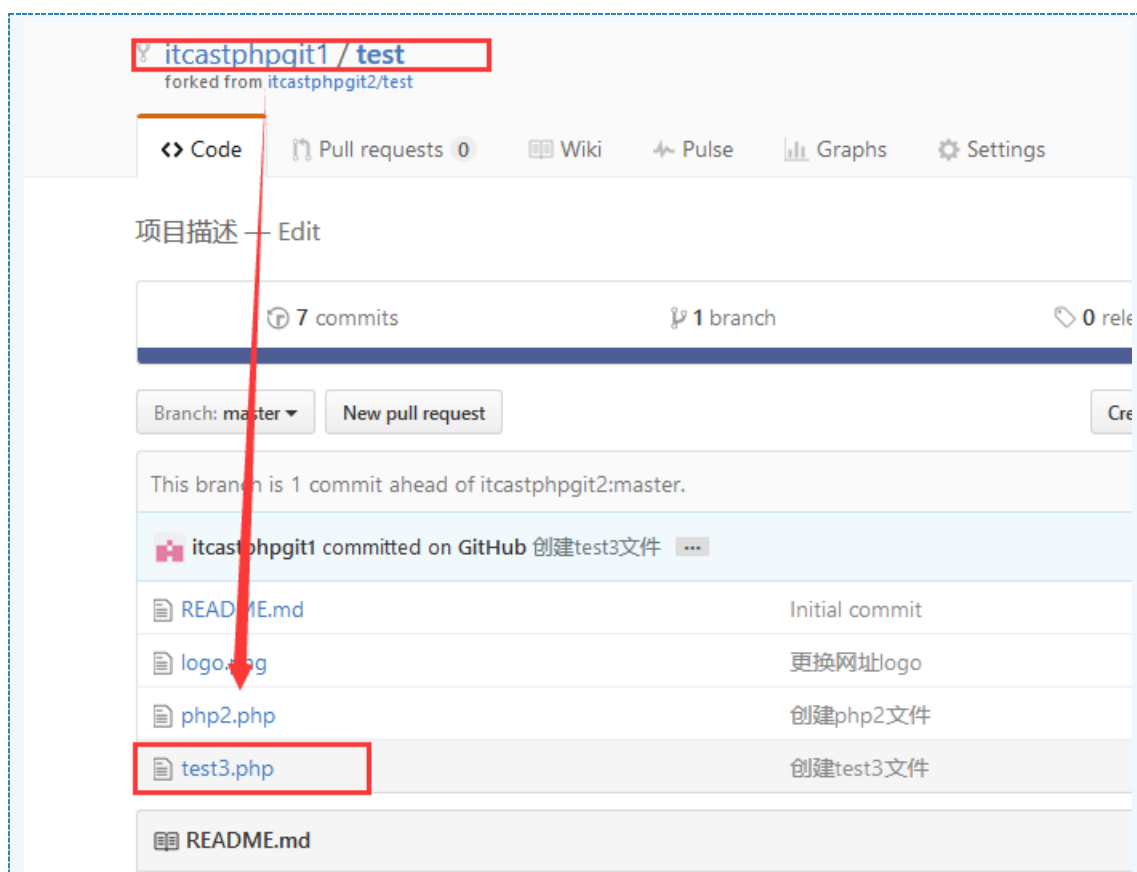 itcastphpgit1 / test
forked from itcastphpgit2/test
Code Pull requests 0 Wiki Pulse Graphs Settings
项目描述 — Edit
7 commits 1 branch 0 rele
Branch: master New pull request Cre
This branch is 1 commit ahead of itcastphpgit2:master.
itcastphpgit1 committed on GitHub 创建test3文件 ...
README.md Initial commit
logo.png 更换网址logo
php2.php 创建php2文件
test3.php 创建test3文件
README.md